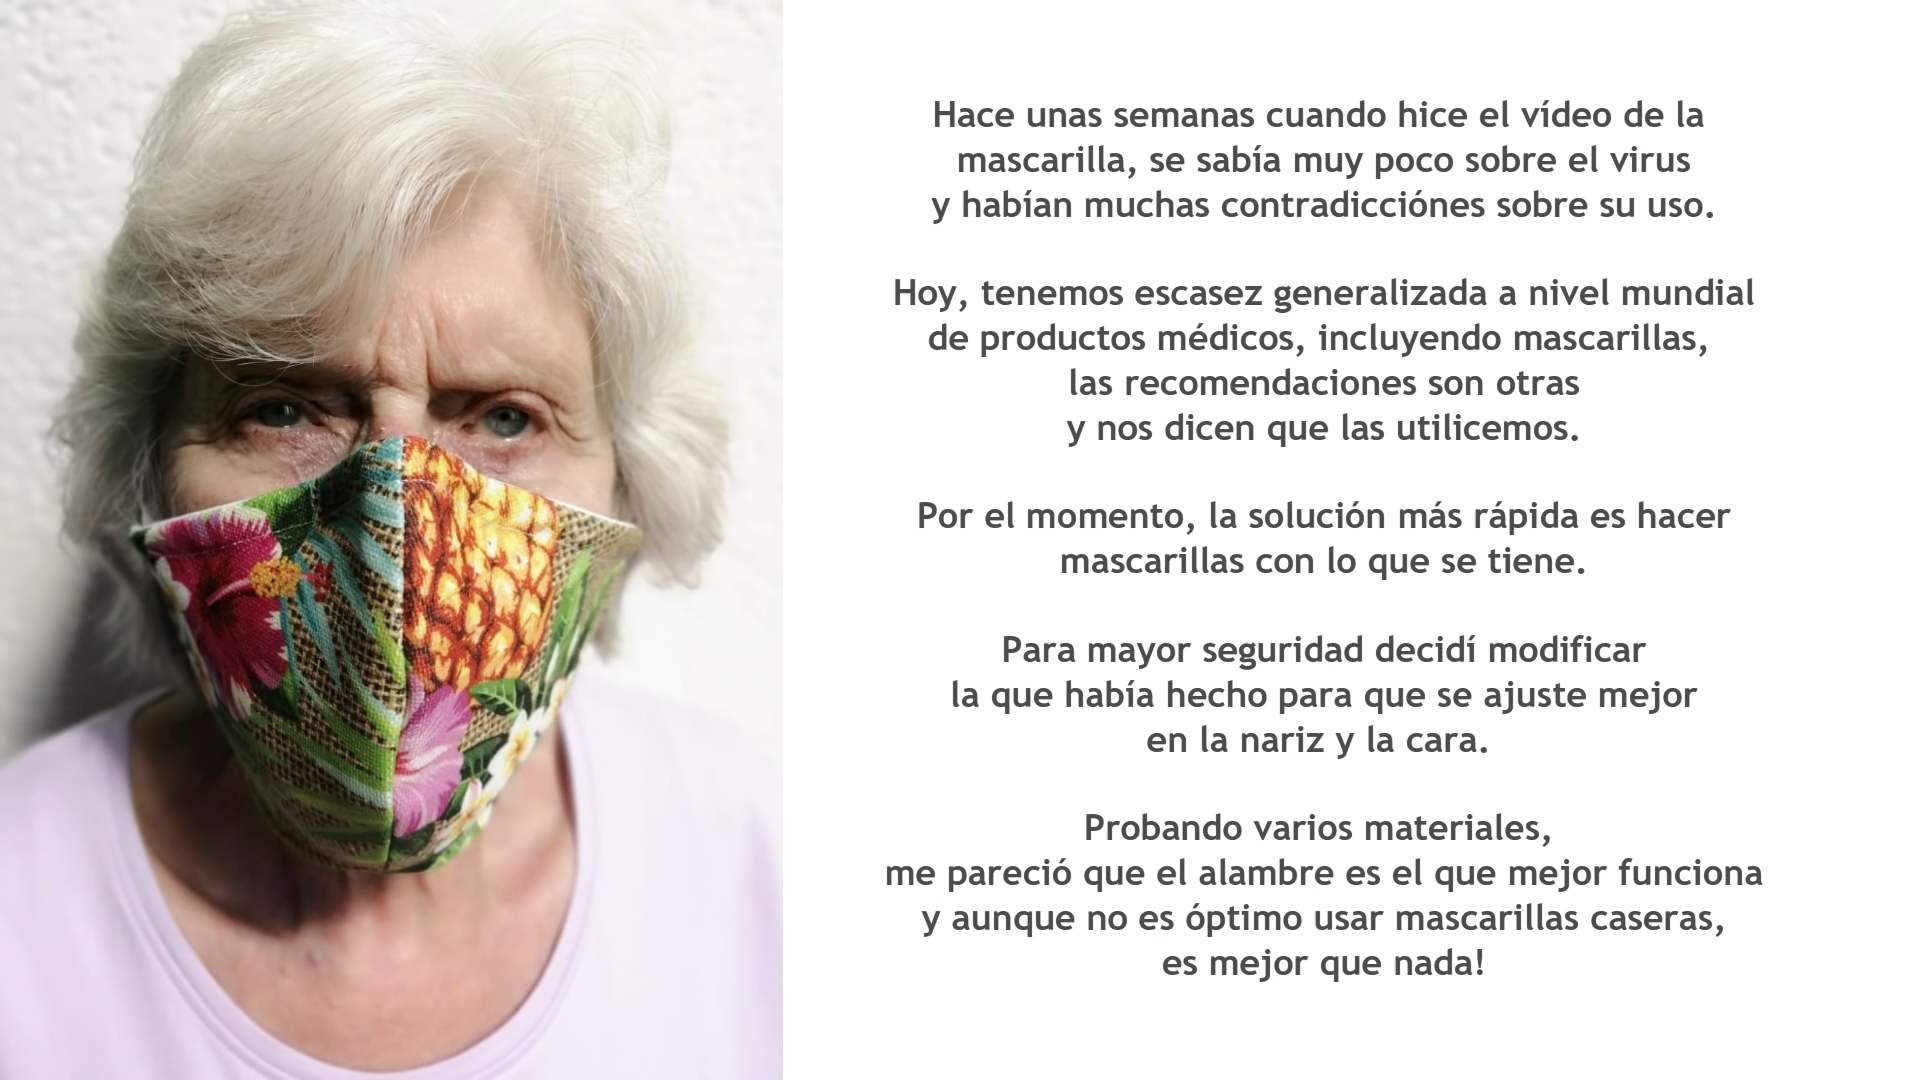 Hace unas semanas cuando hice el vídeo de la
mascarilla, se sabía muy poco sobre el virus
y habían muchas contradicciónes sobre su uso.
Hoy, tenemos escasez generalizada a nivel mundial
de productos médicos, incluyendo mascarillas,
las recomendaciones son otras
y nos dicen que las utilicemos.
Por el momento, la solución más rápida es hacer
mascarillas con lo que se tiene.
Para mayor seguridad decidí modificar
la que había hecho para que se ajuste mejor
en la nariz y la cara.
Probando varios materiales,
me pareció que el alambre es el que mejor funciona
y aunque no es óptimo usar mascarillas caseras,
es mejor que nada!